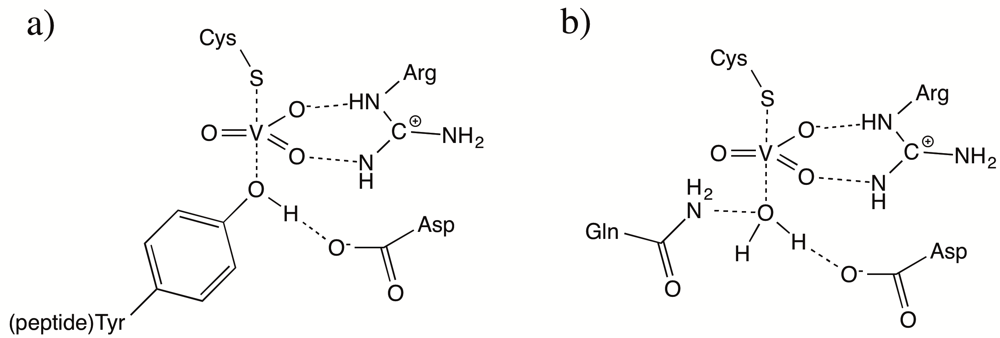 a)
Cys
S
Arg
O-
HN
O
V
C
+
NH2
O
N
H
O
H
Asp
O-
O
(peptide)Tyr
b)
Cys
S
Arg
O-
HN
O
V
C
+
NH2
O
N
H
H2
N
O
Gln
H
H
Asp
O-
O
O